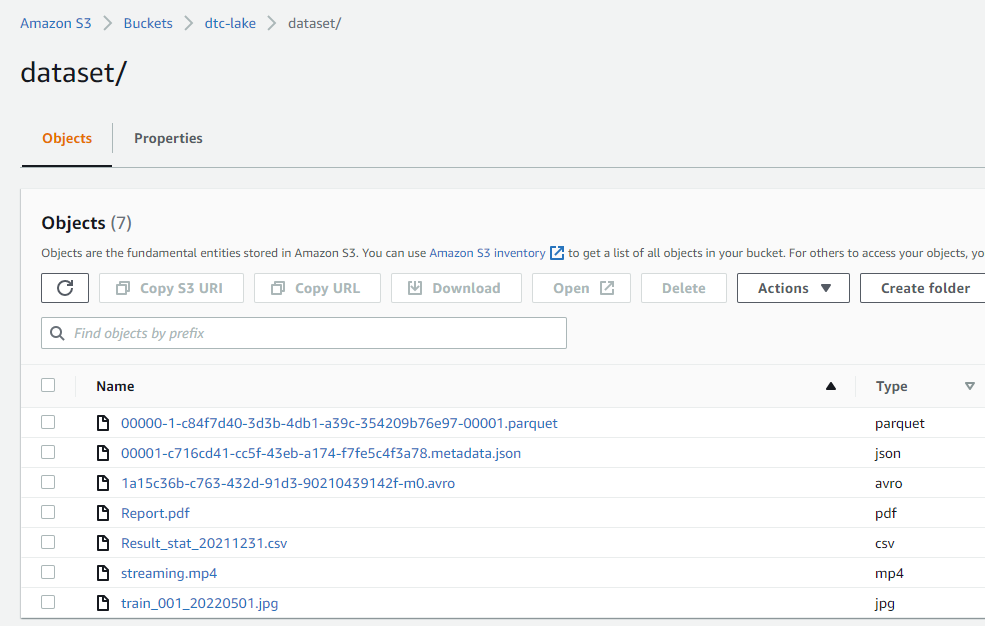 Amazon S3 > Buckets > dtc-lake > dataset/
dataset/
Objects Properties
Objects (7)
Objects are the fundamental entities stored in Amazon S3. You can use Amazon S3 inventory to get a list of all objects in your bucket. For others to access your objects, yo
Copy S3 URI Copy URL Download Open Delete Actions Create folder
Find objects by prefix
Name Type
00000-1-c84f7d40-3d3b-4db1-a39c-354209b76e97-00001.parquet parquet
00001-c716cd41-cc5f-43eb-a174-f7fe5c4f3a78.metadata.json json
1a15c36b-c763-432d-91d3-90210439142f-m0.avro avro
Report.pdf pdf
Result_stat_20211231.csv csv
streaming.mp4 mp4
train_001_20220501.jpg jpg